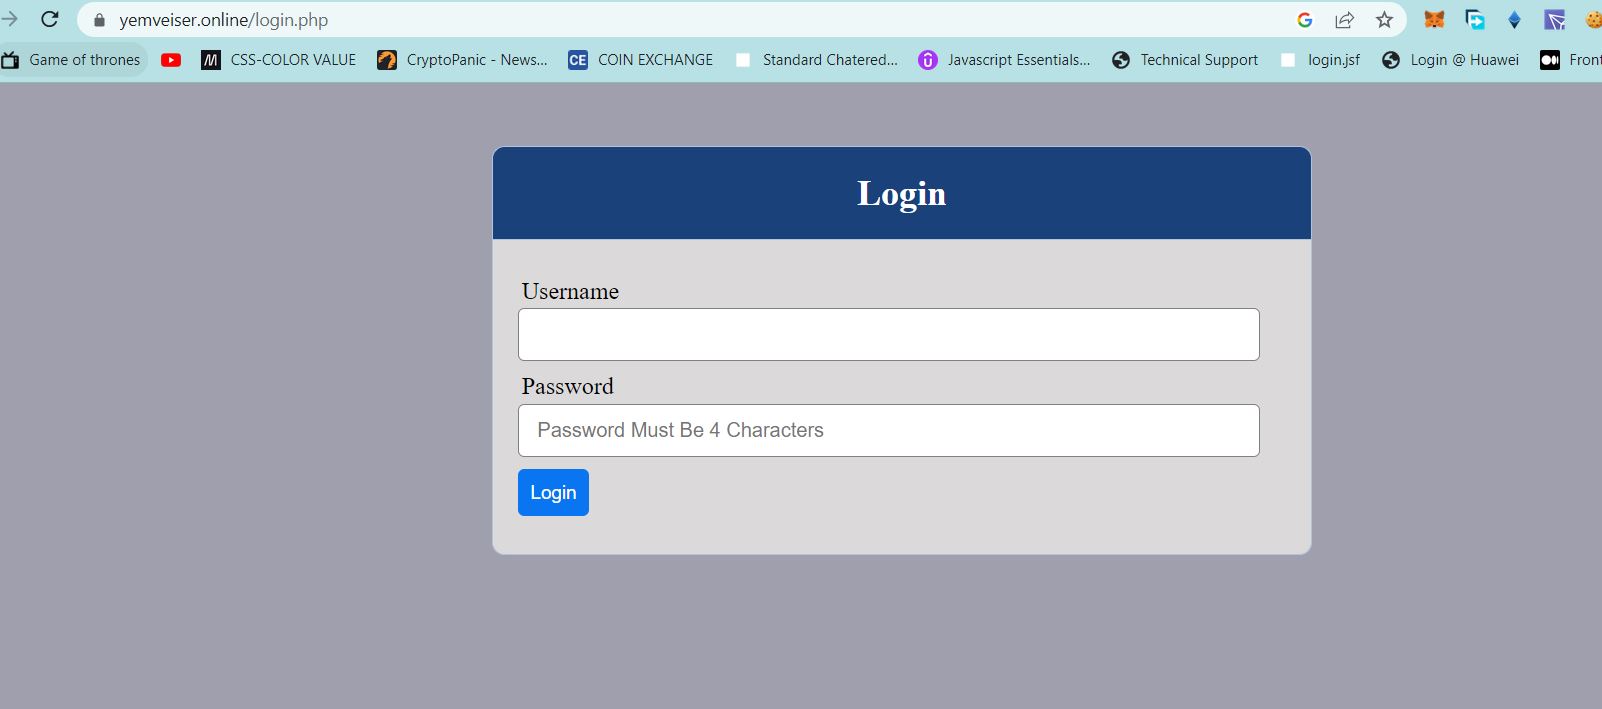 yemveiser.online/login.php
Game of thrones M CSS-COLOR VALUE CryptoPanic - News... CE COIN EXCHANGE Standard Chatered... Javascript Essentials... Technical Support login.jsf Login @ Huawei Front
Login
Username
Password
Password Must Be 4 Characters
Login